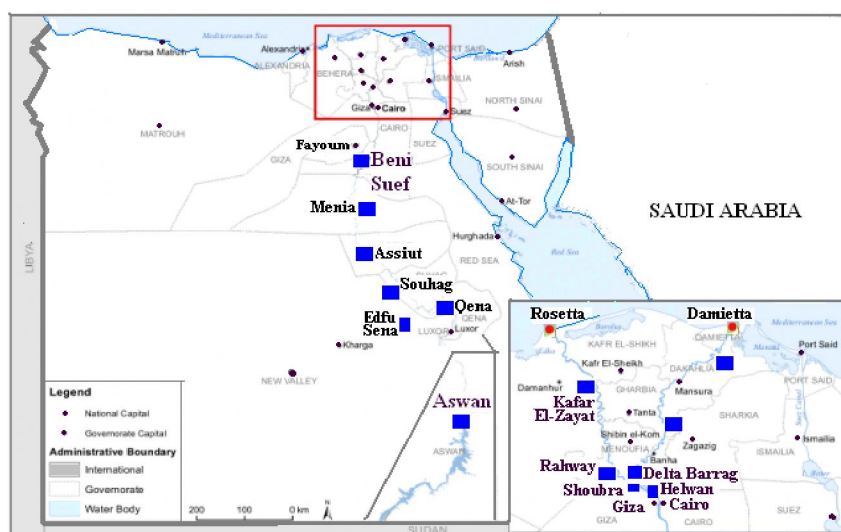 Mediterranean Sea
Marsa Matruh
Alexandria
ALEXANDRIA
BEHERA
PORT SAID
Arish
ISMAILIA
NORTH SINAI
Giza
Cairo
Suez
MATROUH
CAIRO
SUEZ
Fayoum
GIZA
Beni
Suef
SOUTH SINAI
Menia
At-Tor
SAUDI ARABIA
LIBYA
Hurghada
Assiut
RED SEA
Red Sea
Souhag
Qena
QENA
Edfu
Sena
LUXOR
Luxor
Kharga
NEW VALLEY
Aswan
ASWAN
SUDAN
Legend
National Capital
Governorate Capital
Administrative Boundary
International
Governorate
Water Body
100
50
0 km
N
Rosetta
Damietta
Mediterranean Sea
DAMIETTA
KAFR EL-SHIKH
Port Said
Kafr El-Sheikh
DAKAHLIA
Damanhur
GHARBIA
Mansura
PORT SAID
Kafar
El-Zayat
Tanta
SHARKIA
Suez Canal
Shibin el-Kom
MENOUFIA
Zagazig
Ismailia
Banha
ISMAILIA
Rahway
Delta Barrag
Shoubra
Helwan
Giza
Cairo
GIZA
CAIRO
SUEZ